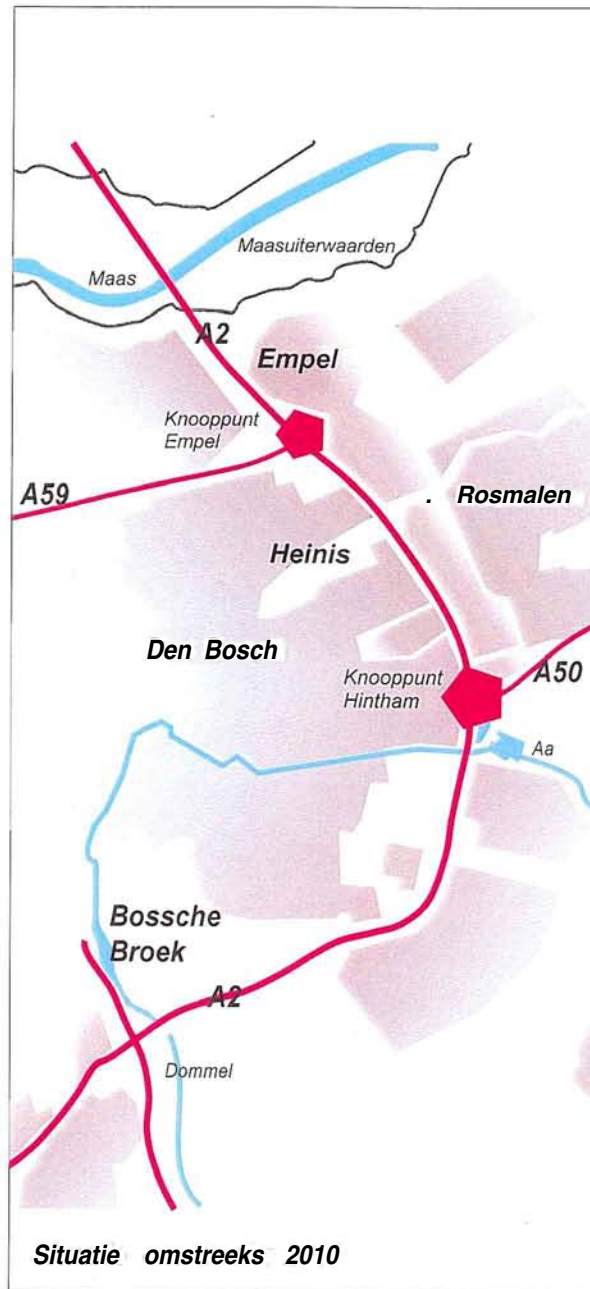 Maasuiterwaarden
Maas
A2
Empel
Knooppunt
Empel
A59
. Rosmalen
Heinis
Den Bosch
Knooppunt
Hintham
A50
Aa
Bossche
Broek
A2
Dommel
Situatie omstreeks 2010